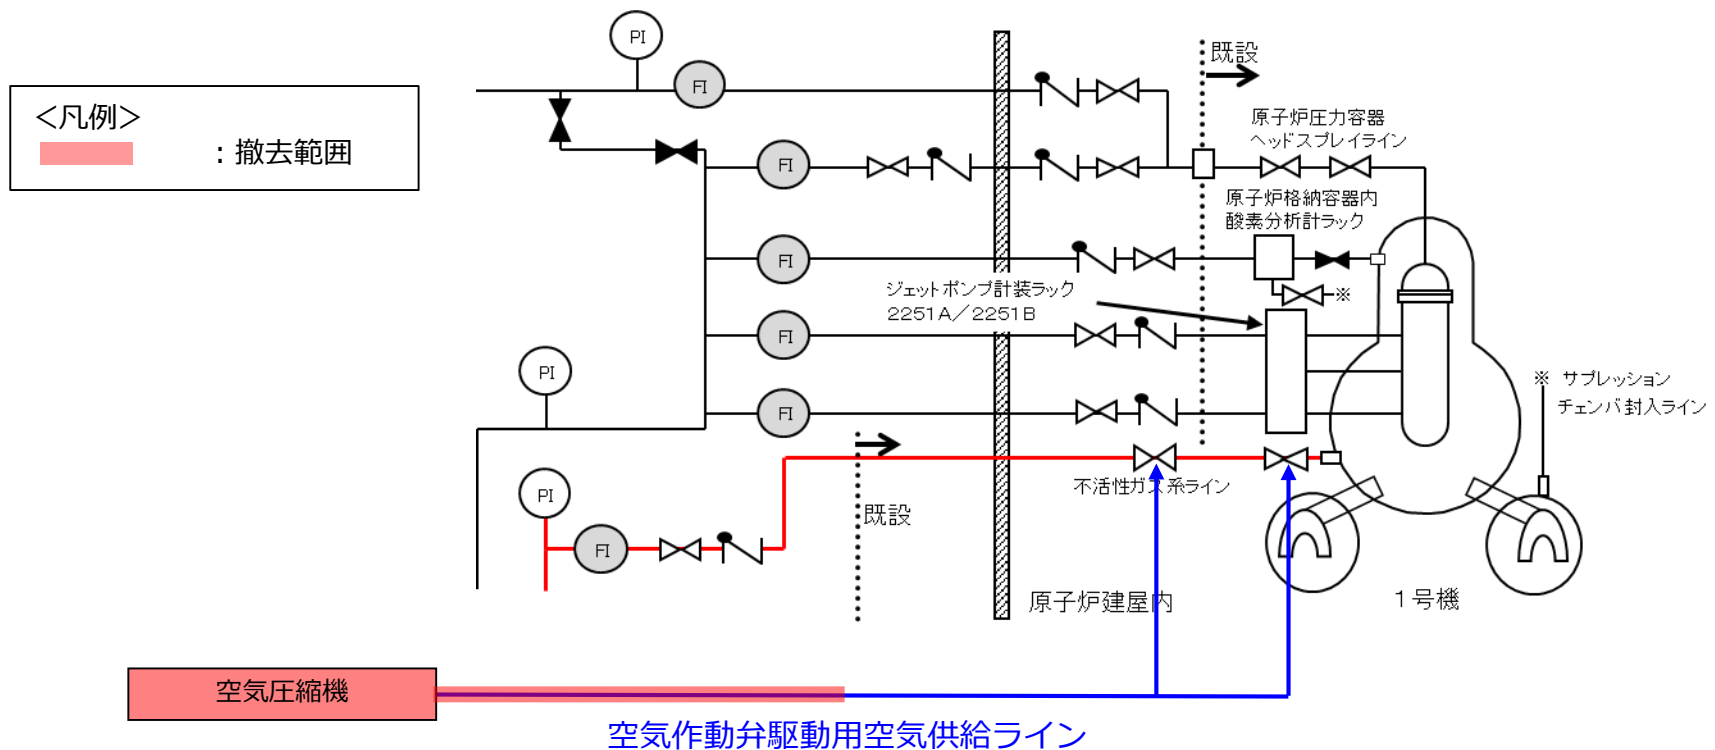 PI
既設
FI
<凡例>
:撤去範囲
原子炉圧力容器
ヘッドスプレイライン
FI
原子炉格納容器内
酸素分析計ラック
FI
ジェットポンプ計装ラック
2251A/2251B
※
FI
PI
※ サプレッション
チェンバ封入ライン
FI
不活性ガス系ライン
PI
既設
FI
原子炉建屋内
1号機
空気圧縮機
空気作動弁駆動用空気供給ライン